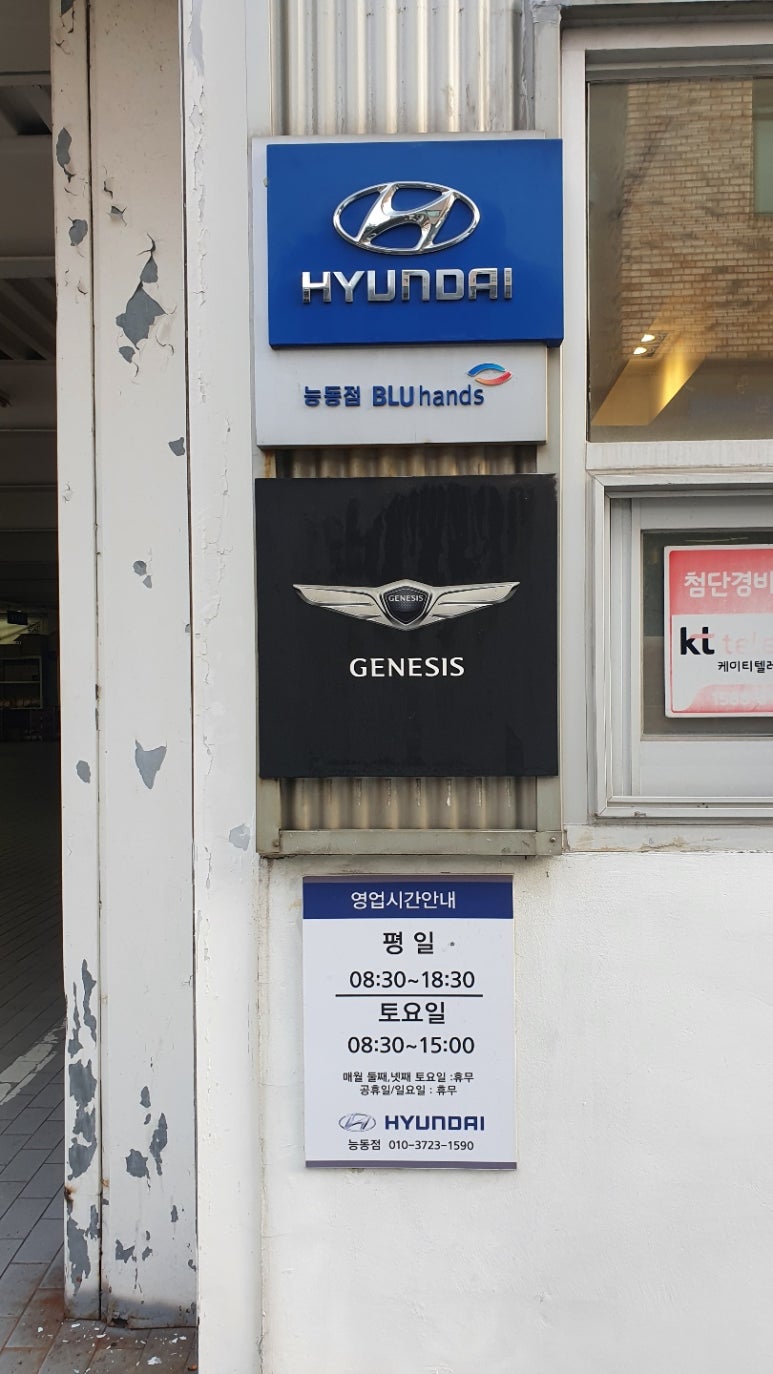 HYUNDAI
능동점 BLUhands
GENESIS
GENESIS
첨단경비
kt tele
케이티텔레
영업시간안내
평 일
08:30~18:30
토요일
08:30~15:00
매월 둘째,넷째 토요일 :휴무
공휴일/일요일 : 휴무
HYUNDAI
능동점 010-3723-1590